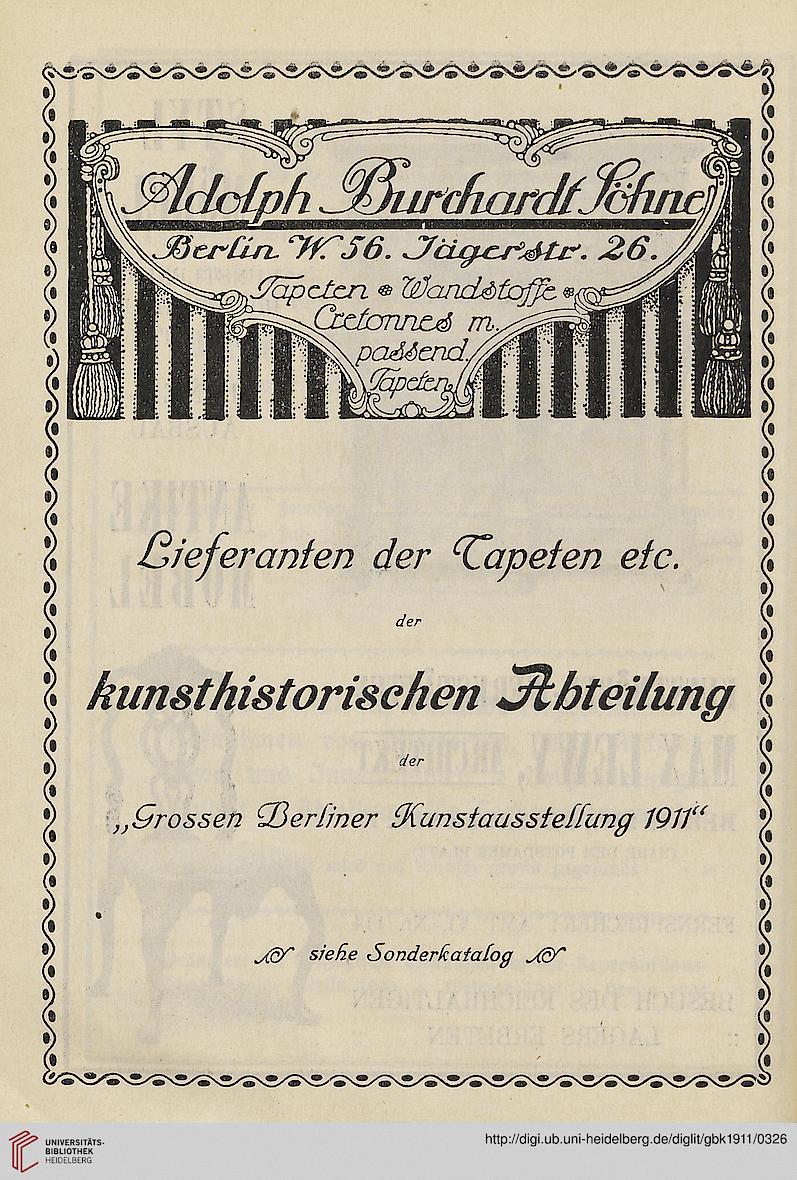 Adolph Burchardt Söhne
Berlin W. 56. Jägerstr. 26.
Tapeten Wandstoffe
Cretonnes m.
passend.
Tapeten
Lieferanten der Tapeten etc.
der
kunsthistorischen Abteilung
der
„Grossen Berliner Kunstausstellung 1911“
siehe Sonderkatalog
UNIVERSITÄTS-
BIBLIOTHEK
HEIDELBERG
http://digi.ub.uni-heidelberg.de/diglit/gbk1911/0326